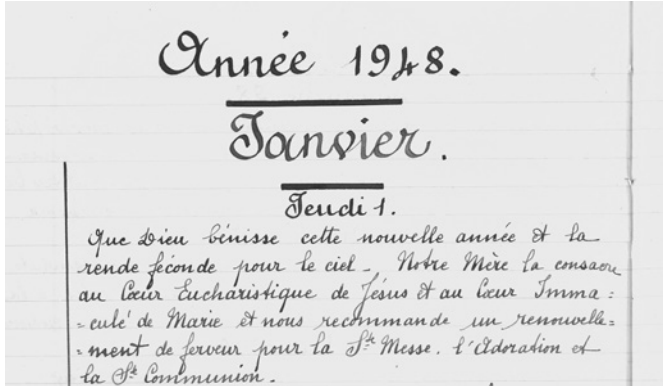 Année 1948.
Janvier.
Jeudi 1.
Que Dieu bénisse cette nouvelle année et la
rende féconde pour le ciel _ Notre Mère la consacre
au Cœur Eucharistique de Jésus et au Cœur Imma=
=culé de Marie et nous recommande un renouvelle=
=ment de ferveur pour la Ste Messe. l'Adoration et
la Ste Communion.